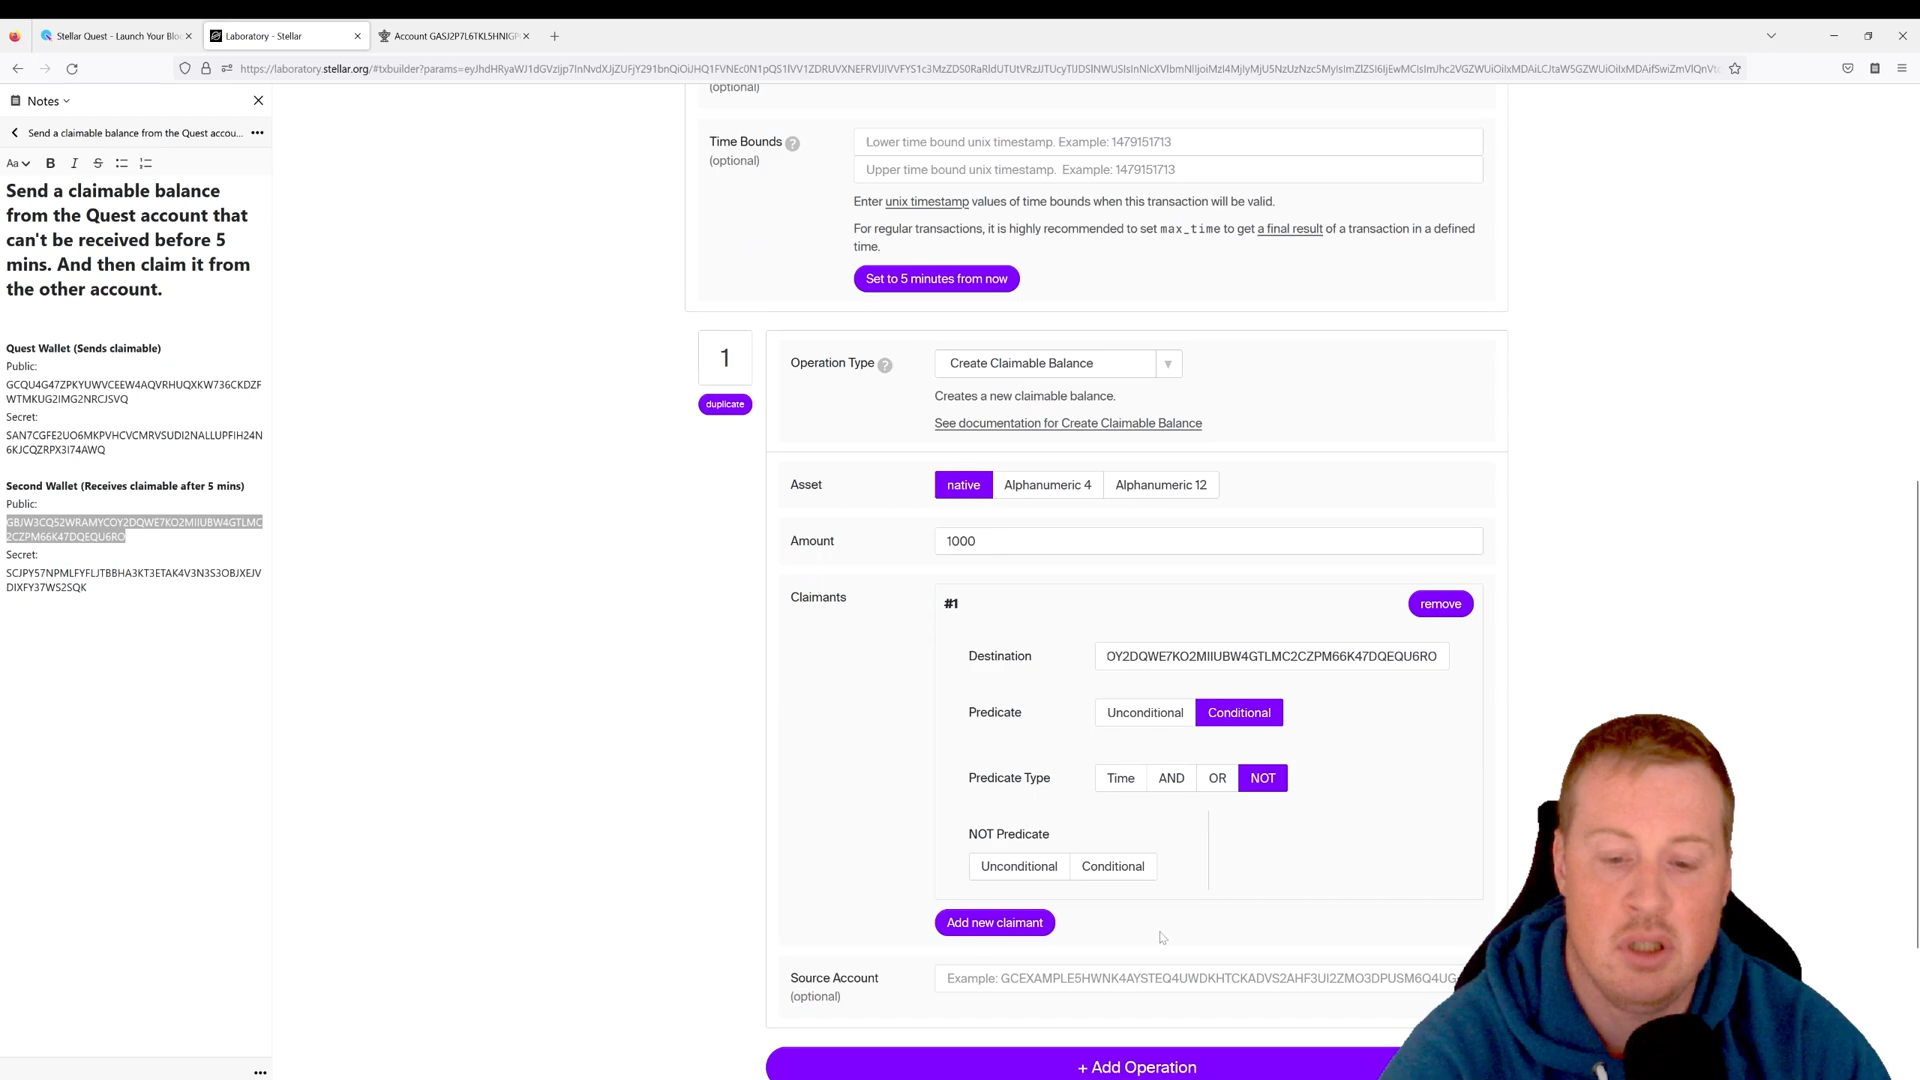 Stellar Quest - Launch Your Blo
Laboratory - Stellar
Account GASJ2P7L6TKL5HNIGP
Notes
Send a claimable balance from the Quest accou...
Aa
B I S
Send a claimable balance
from the Quest account that
can't be received before 5
mins. And then claim it from
the other account.
Quest Wallet (Sends claimable)
Public:
GCQU4G47ZPKYUWVCEEW4AQVRHUQXKW736CKDZF
WTMKUG2IMG2NRCJSVQ
Secret:
SAN7CGFE2UO6MKPVHCVCMRVSUDI2NALLUPFIH24N
6KJCQZRPX3I74AWQ
Second Wallet (Receives claimable after 5 mins)
Public:
GBJW3CQ52WRAMYCOY2DQWE7KO2MIIUBW4GTLMC
2CZPM66K47DQEQU6RO
Secret:
SCJPY57NPMLFYFLJTBBHA3KT3ETAK4V3N3S3OBJXEJV
DIXFY37WS2SQK
(optional)
Time Bounds ?
(optional)
Lower time bound unix timestamp. Example: 1479151713
Upper time bound unix timestamp. Example: 1479151713
Enter unix timestamp values of time bounds when this transaction will be valid.
For regular transactions, it is highly recommended to set max_time to get a final result of a transaction in a defined
time.
Set to 5 minutes from now
1
duplicate
Operation Type ?
Create Claimable Balance
Creates a new claimable balance.
See documentation for Create Claimable Balance
Asset
native
Alphanumeric 4
Alphanumeric 12
Amount
1000
Claimants
#1
remove
Destination
OY2DQWE7KO2MIIUBW4GTLMC2CZPM66K47DQEQU6RO
Predicate
Unconditional
Conditional
Predicate Type
Time
AND
OR
NOT
NOT Predicate
Unconditional
Conditional
Add new claimant
Source Account
(optional)
Example: GCEXAMPLE5HWNK4AYSTEQ4UWDKHTCKADVS2AHF3UI2ZMO3DPUSM6Q4UG
+ Add Operation